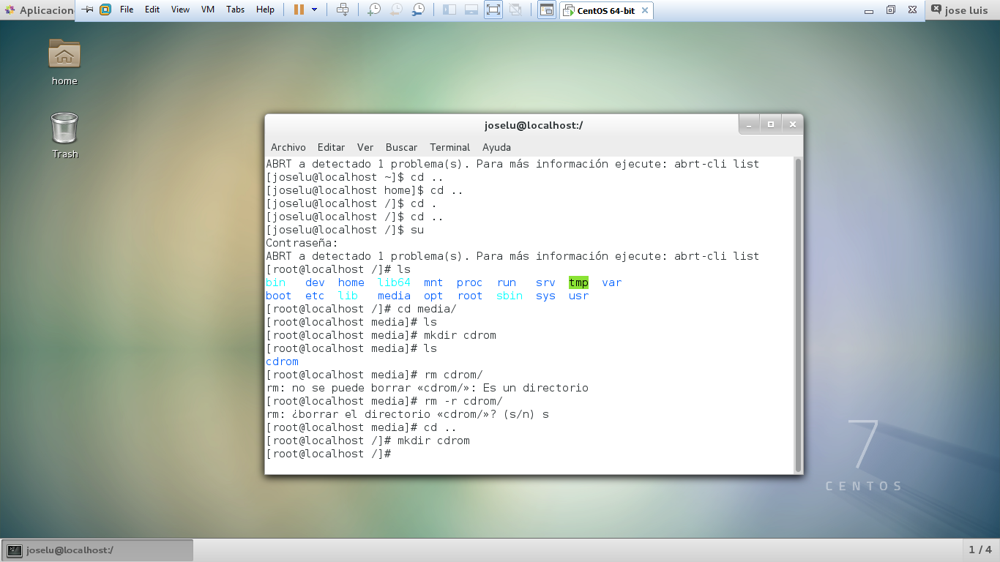 Aplicacion File Edit View VM Tabs Help CentOS 64-bit jose luis
home
Trash
joselu@localhost:/
Archivo Editar Ver Buscar Terminal Ayuda
ABRT a detectado 1 problema(s). Para más información ejecute: abrt-cli list
[joselu@localhost ~]$ cd ..
[joselu@localhost home]$ cd ..
[joselu@localhost /]$ cd .
[joselu@localhost /]$ cd ..
[joselu@localhost /]$ su
Contraseña:
ABRT a detectado 1 problema(s). Para más información ejecute: abrt-cli list
[root@localhost /]# ls
bin dev home lib64 mnt proc run srv tmp var
boot etc lib media opt root sbin sys usr
[root@localhost /]# cd media/
[root@localhost media]# ls
[root@localhost media]# mkdir cdrom
[root@localhost media]# ls
cdrom
[root@localhost media]# rm cdrom/
rm: no se puede borrar «cdrom/»: Es un directorio
[root@localhost media]# rm -r cdrom/
rm: ¿borrar el directorio «cdrom/»? (s/n) s
[root@localhost media]# cd ..
[root@localhost /]# mkdir cdrom
[root@localhost /]#
7
CENTOS
joselu@localhost:/
1 / 4